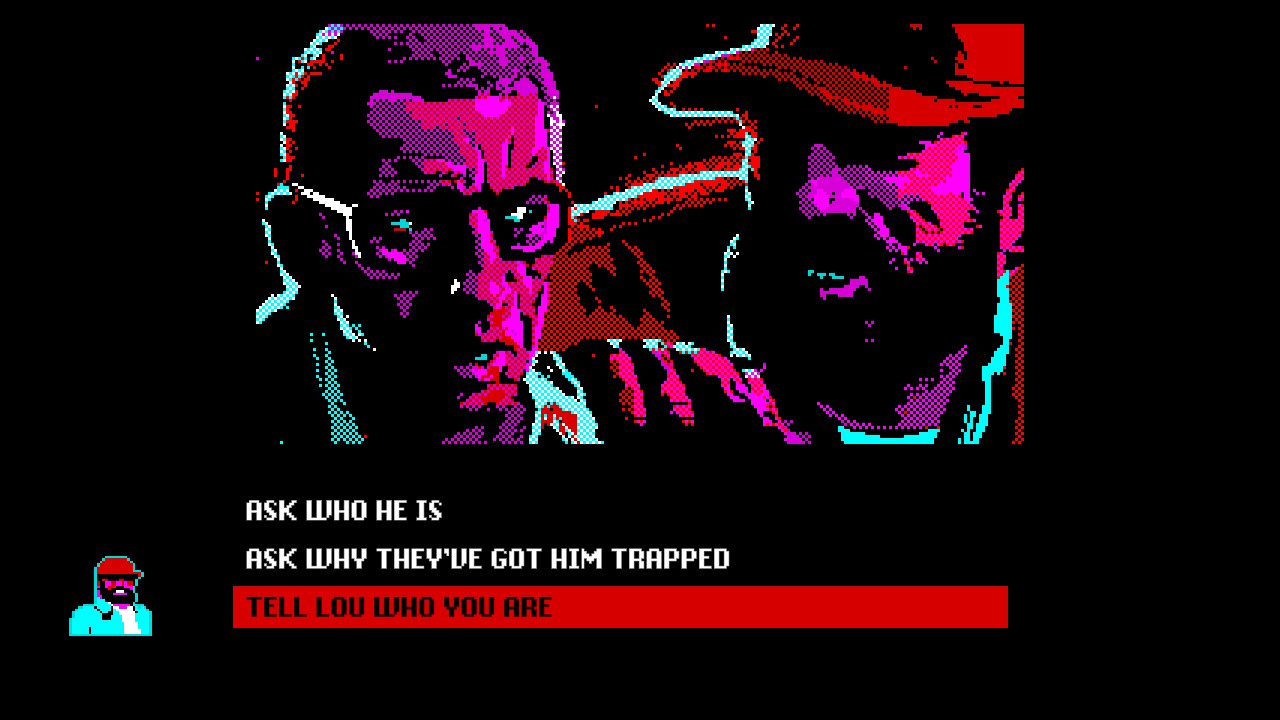 ASK WHO HE IS
ASK WHY THEY'VE GOT HIM TRAPPED
TELL LOU WHO YOU ARE